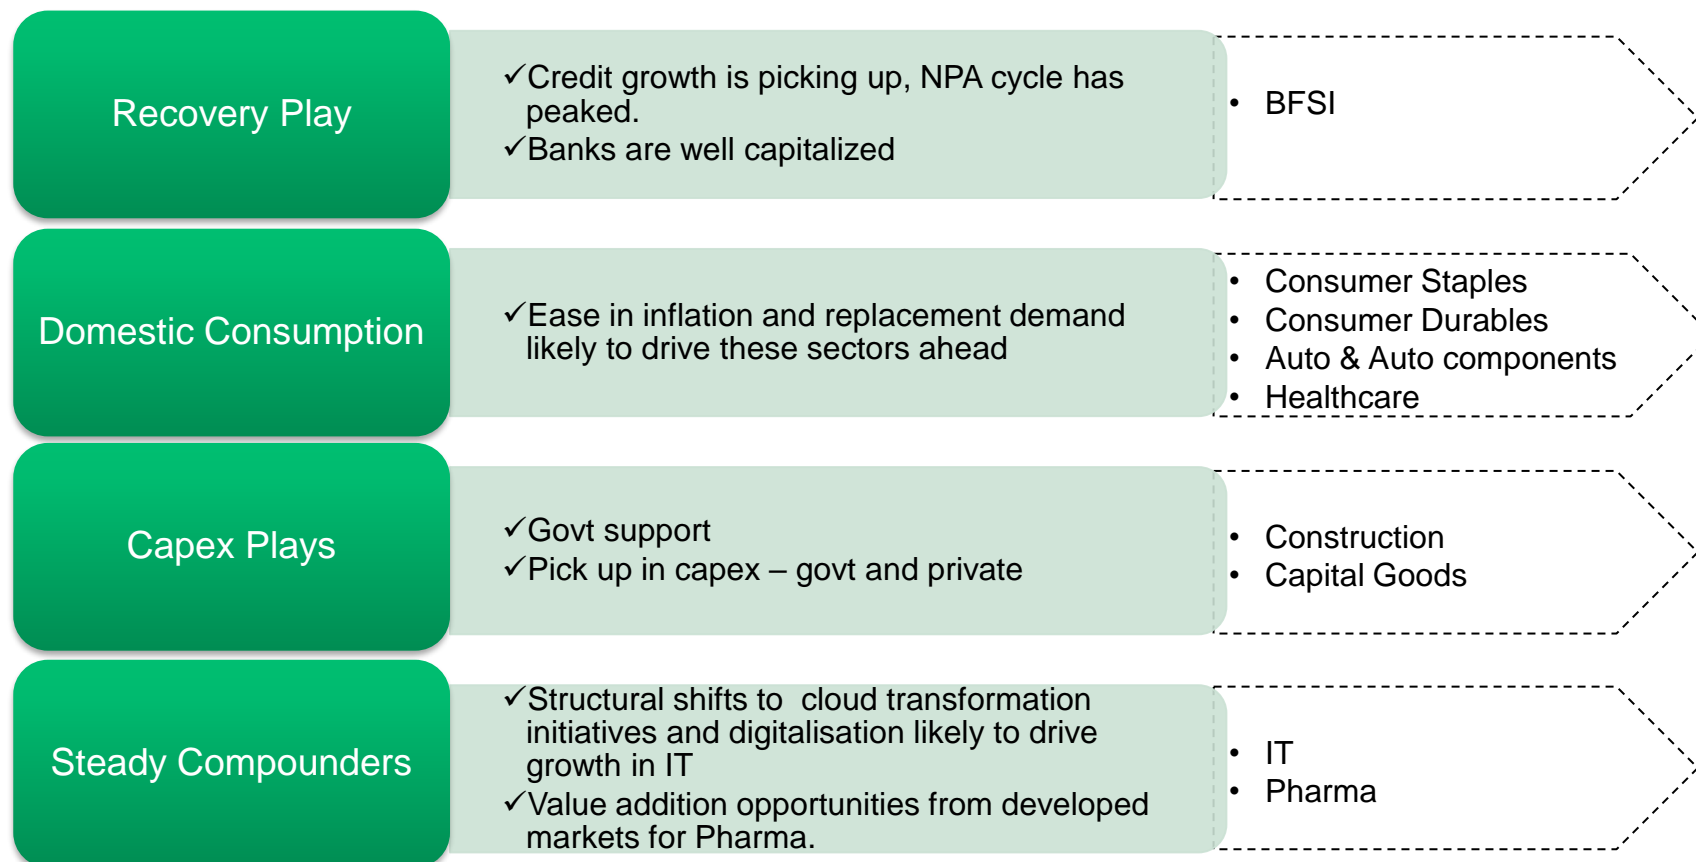 Recovery Play
✓Credit growth is picking up, NPA cycle has
peaked.
✓Banks are well capitalized
• BFSI
Domestic Consumption
✓Ease in inflation and replacement demand
likely to drive these sectors ahead
• Consumer Staples
• Consumer Durables
• Auto & Auto components
• Healthcare
Capex Plays
✓Govt support
✓Pick up in capex – govt and private
• Construction
• Capital Goods
Steady Compounders
✓Structural shifts to cloud transformation
initiatives and digitalisation likely to drive
growth in IT
✓Value addition opportunities from developed
markets for Pharma.
• IT
• Pharma